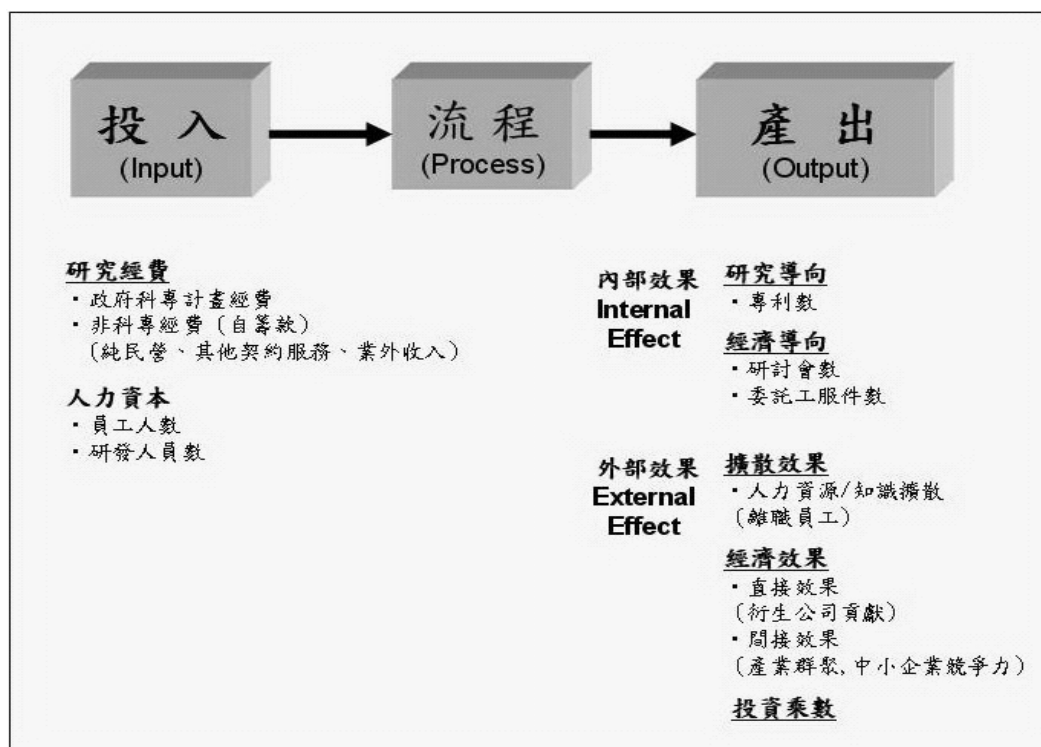 投入
(Input)
流程
(Process)
產出
(Output)
研究經費
・政府科專計畫經費
・非科專經費（自籌款）
(純民營、其他契約服務、業外收入)
人力資本
・員工人數
・研發人員數
內部效果
Internal
Effect
研究導向
・專利數
經濟導向
・研討會數
・委託工服件數
外部效果
External
Effect
擴散效果
・人力資源/知識擴散
(離職員工)
經濟效果
・直接效果
(衍生公司貢獻)
・間接效果
(產業群聚,中小企業競爭力)
投資乘數